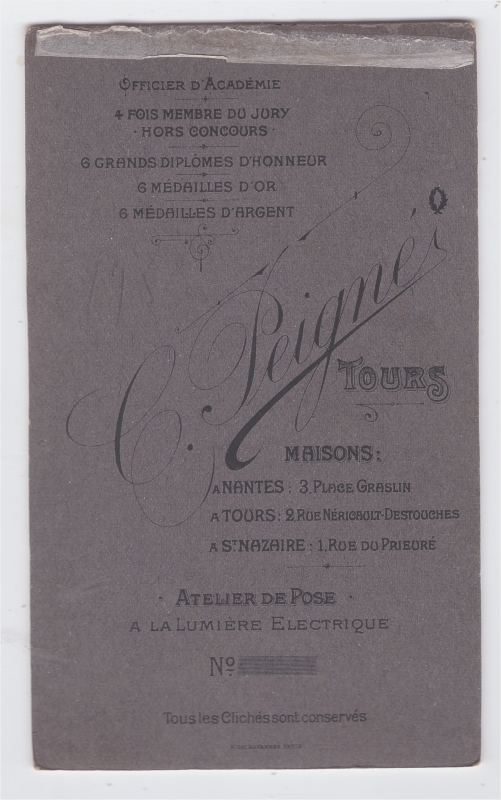 OFFICIER D'ACADÉMIE
4 FOIS MEMBRE DU JURY
· HORS CONCOURS ·
6 GRANDS DIPLÔMES D'HONNEUR
6 MÉDAILLES D'OR
6 MÉDAILLES D'ARGENT
C. Peigné
TOURS
MAISONS:
A NANTES: 3, PLACE GRASLIN
A TOURS: 2, RUE NÉRICAULT-DESTOUCHES
A ST. NAZAIRE: 1, RUE DU PRIEURÉ
· ATELIER DE POSE ·
A LA LUMIÈRE ELECTRIQUE
No
Tous les Clichés sont conservés